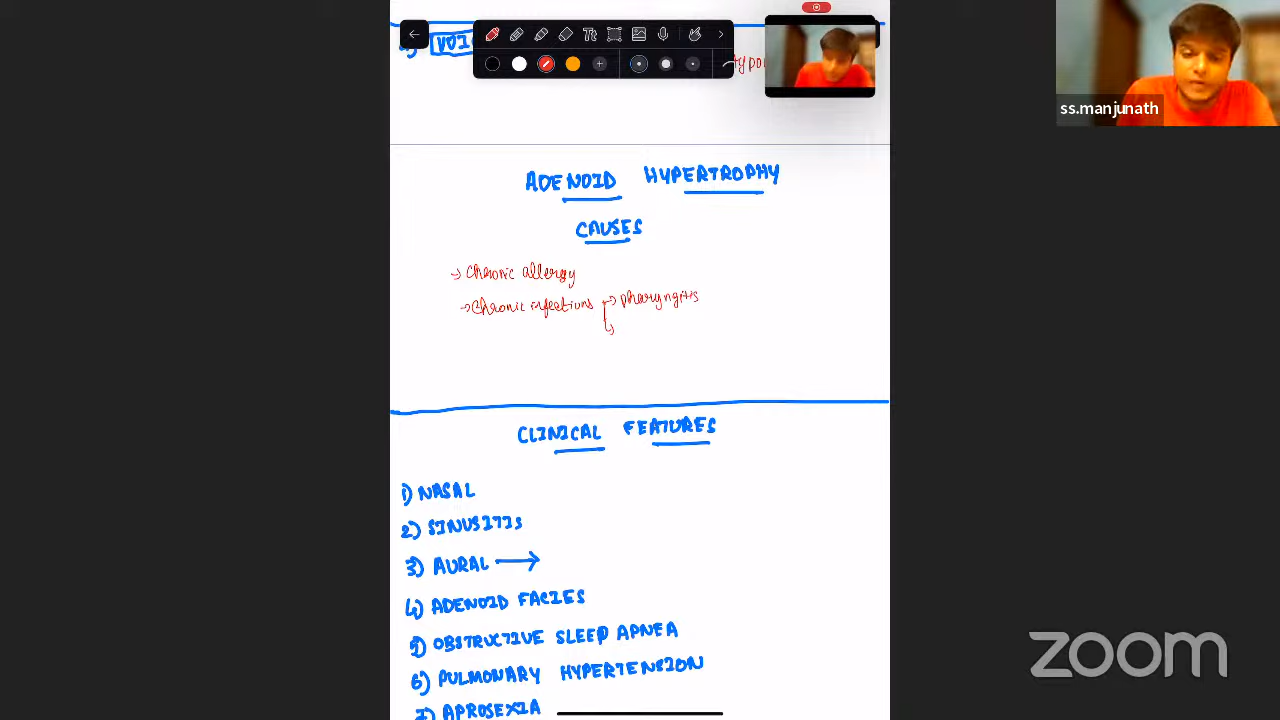 ss.manjunath
ADENOID HYPERTROPHY
CAUSES
→ Chronic allergy
→ Chronic infections → pharyngitis
CLINICAL FEATURES
1) NASAL
2) SINUSITIS
3) AURAL →
4) ADENOID FACIES
5) OBSTRUCTIVE SLEEP APNEA
6) PULMONARY HYPERTENSION
7) APROSEXIA
zoom